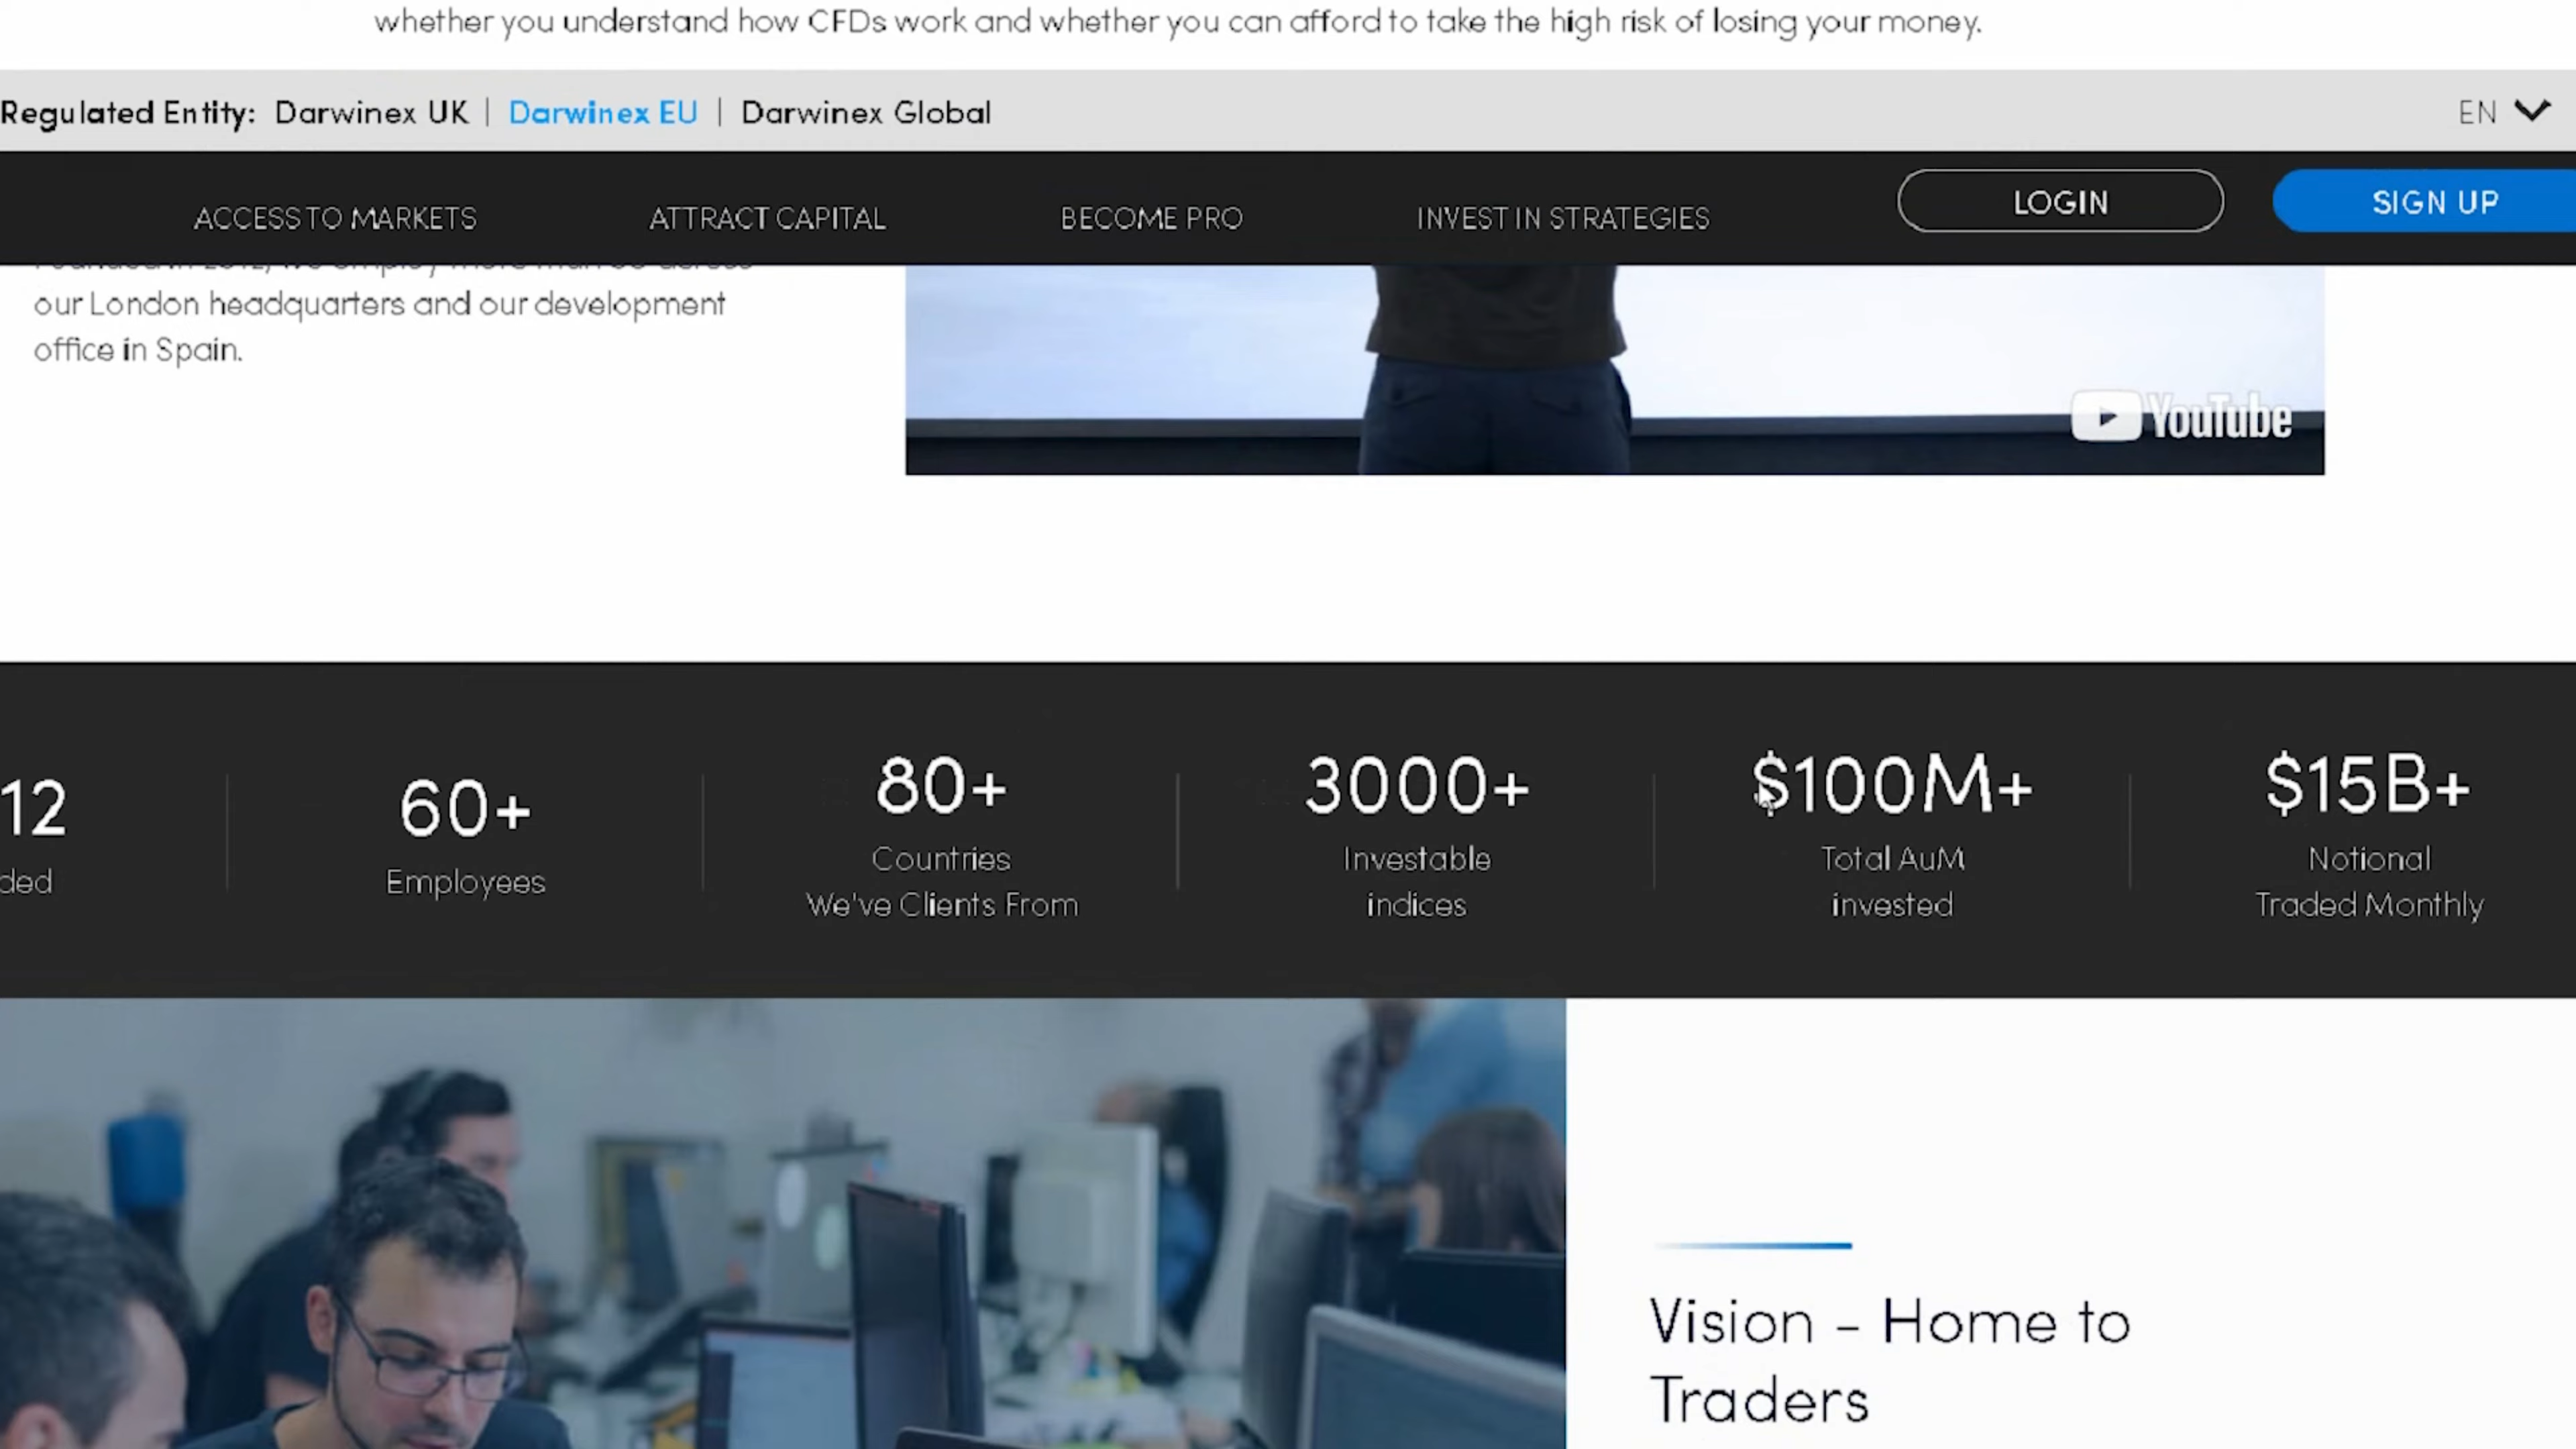 whether you understand how CFDs work and whether you can afford to take the high risk of losing your money.
Regulated Entity: Darwinex UK | Darwinex EU | Darwinex Global
EN
ACCESS TO MARKETS
ATTRACT CAPITAL
BECOME PRO
INVEST IN STRATEGIES
LOGIN
SIGN UP
our London headquarters and our development
office in Spain.
YouTube
12
ded
60+
Employees
80+
Countries
We've Clients From
3000+
Investable
indices
$100M+
Total AuM
invested
$15B+
Notional
Traded Monthly
Vision - Home to
Traders